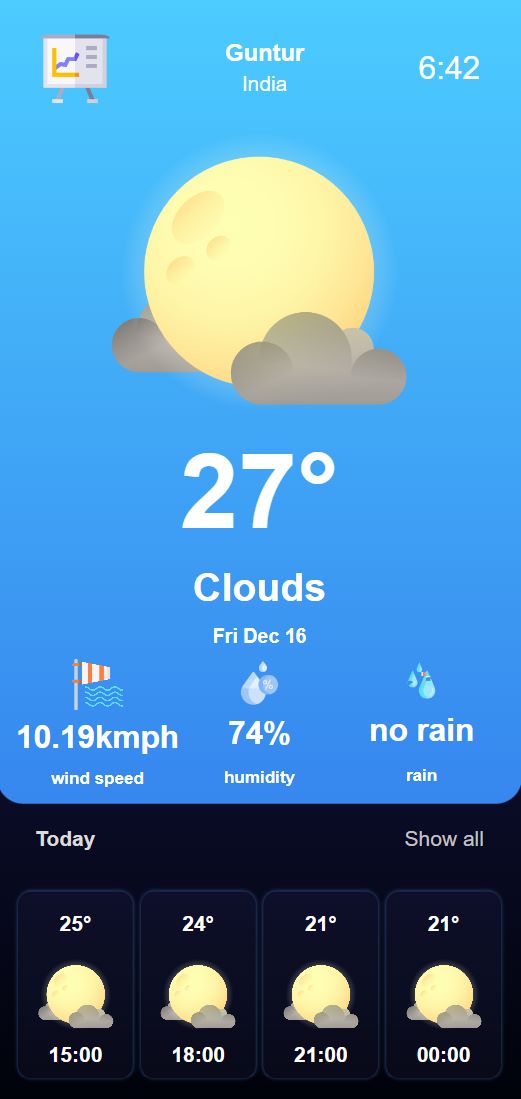 Guntur
India
6:42
27°
Clouds
Fri Dec 16
%
10.19kmph
74%
no rain
wind speed
humidity
rain
Today
Show all
25°
24°
21°
21°
15:00
18:00
21:00
00:00